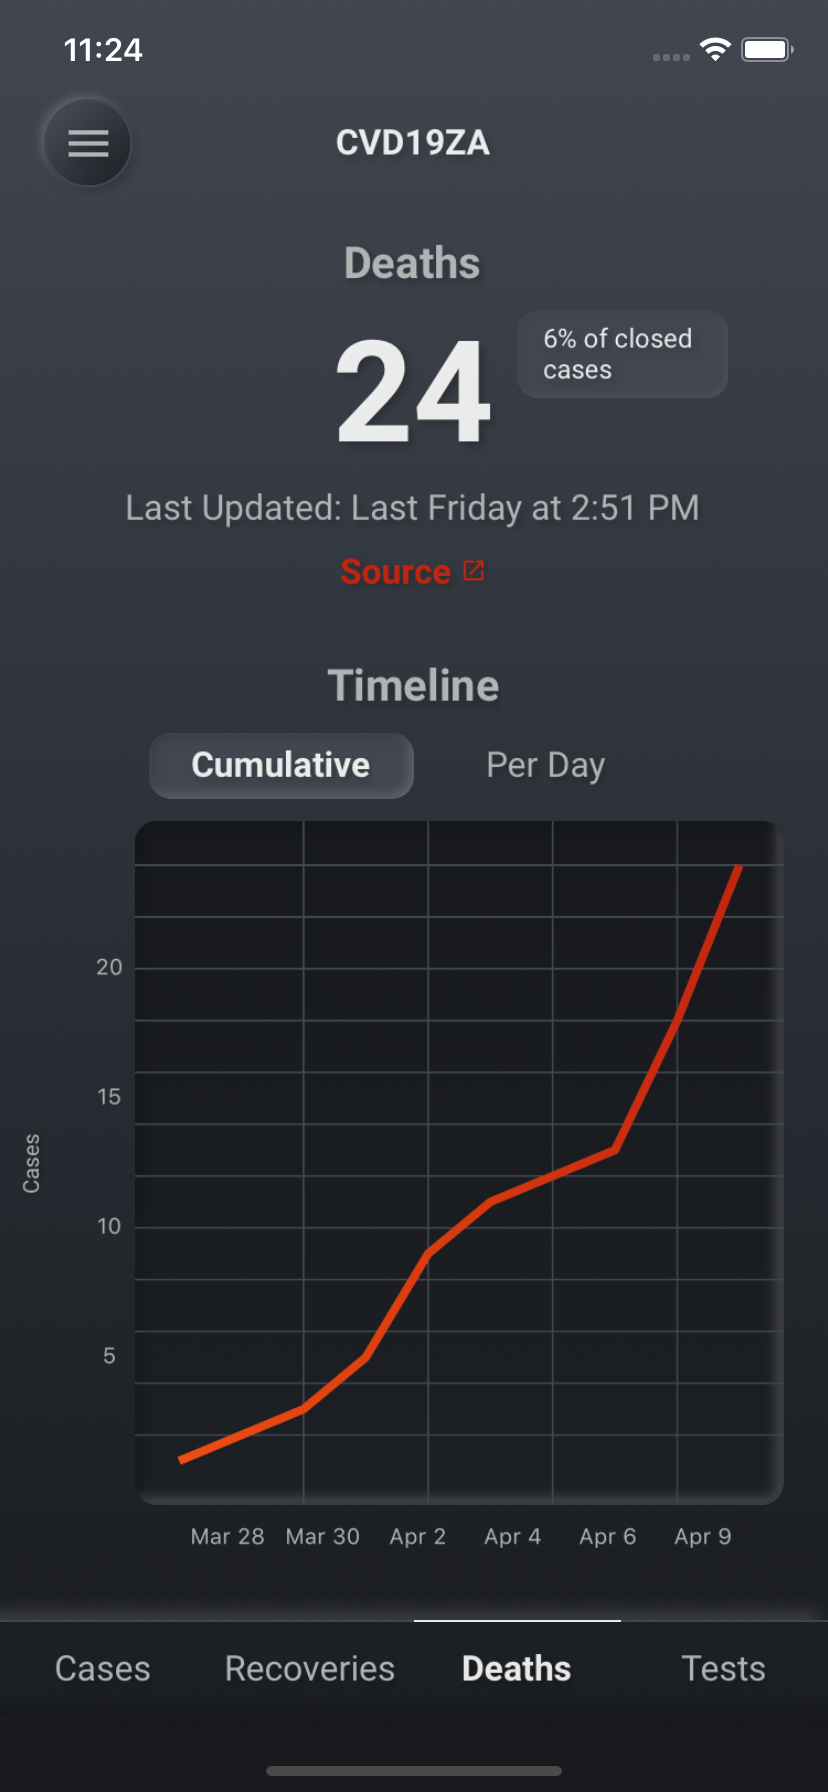 11:24
CVD19ZA
Deaths
24
6% of closed
cases
Last Updated: Last Friday at 2:51 PM
Source
Timeline
Cumulative
Per Day
20
15
10
5
Cases
Mar 28
Mar 30
Apr 2
Apr 4
Apr 6
Apr 9
Cases
Recoveries
Deaths
Tests